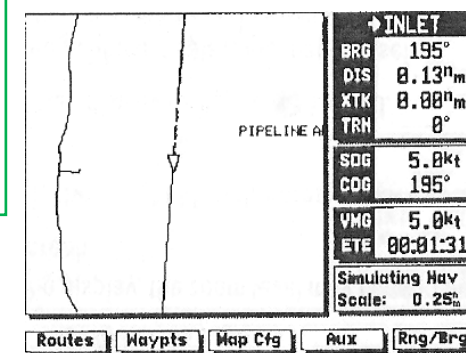 →INLET
BRG 195°
DIS 0.13nm
XTK 0.00nm
TRN 0°
PIPELINE A
SOG 5.0kt
COG 195°
VMG 5.0kt
ETE 00:01:31
Simulating Nav
Scale: 0.25
Routes Waypts Map Cfg Aux Rng/Brg